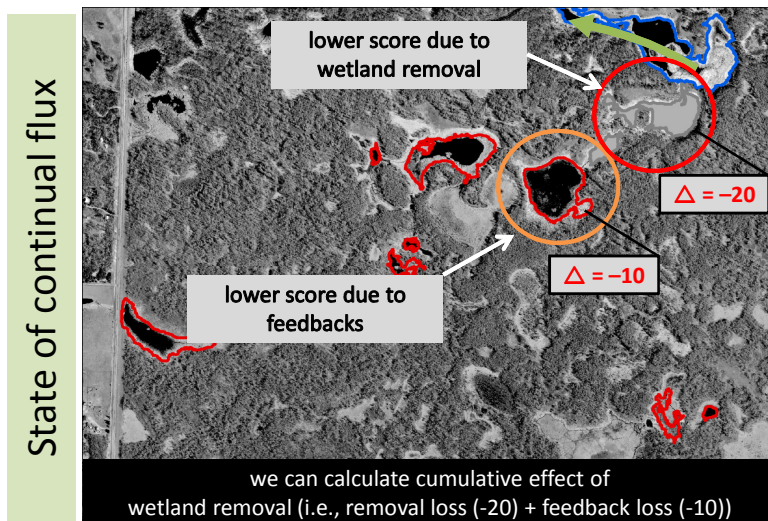 State of continual flux
lower score due to
wetland removal
△ = –20
△ = –10
lower score due to
feedbacks
we can calculate cumulative effect of
wetland removal (i.e., removal loss (-20) + feedback loss (-10))